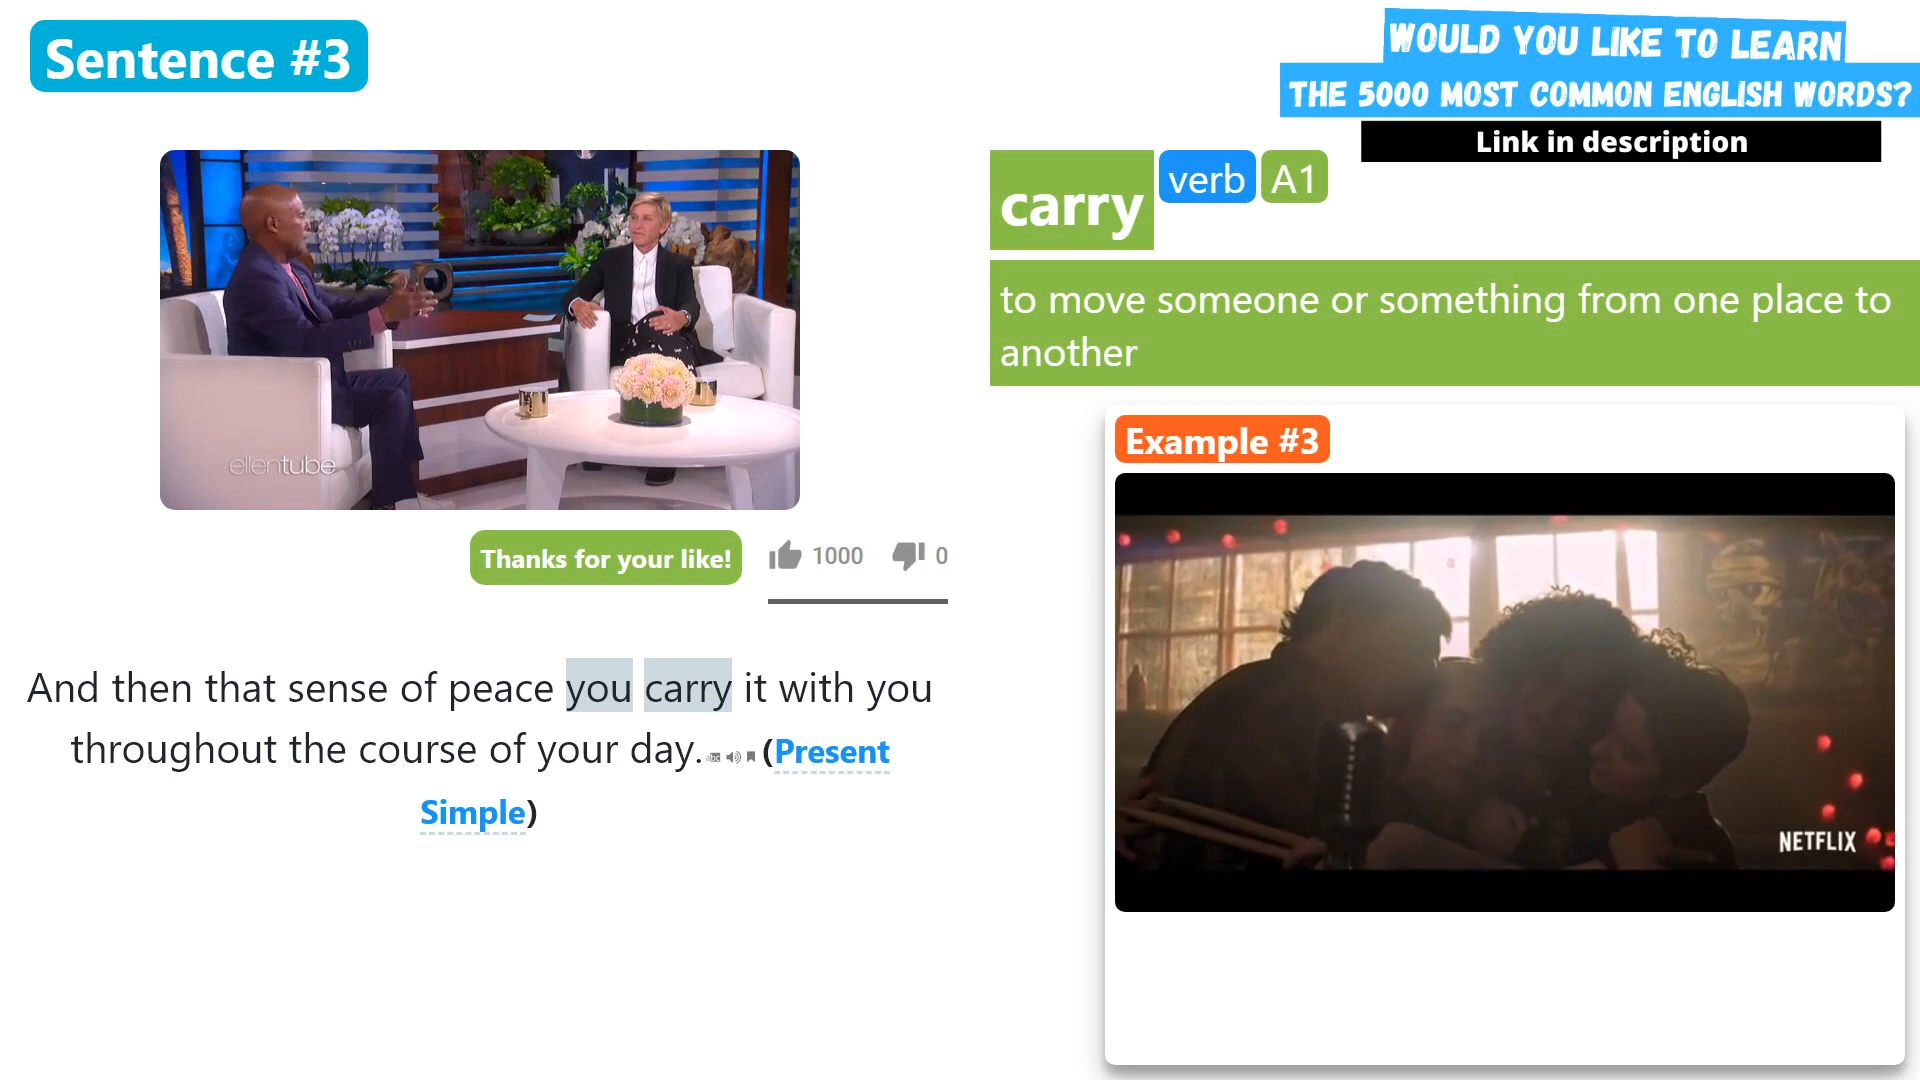 Sentence #3
WOULD YOU LIKE TO LEARN
THE 5000 MOST COMMON ENGLISH WORDS?
Link in description
carry verb A1
to move someone or something from one place to
another
ellentube
Thanks for your like! 1000 0
And then that sense of peace you carry it with you
throughout the course of your day. abc (Present
Simple)
Example #3
NETFLIX